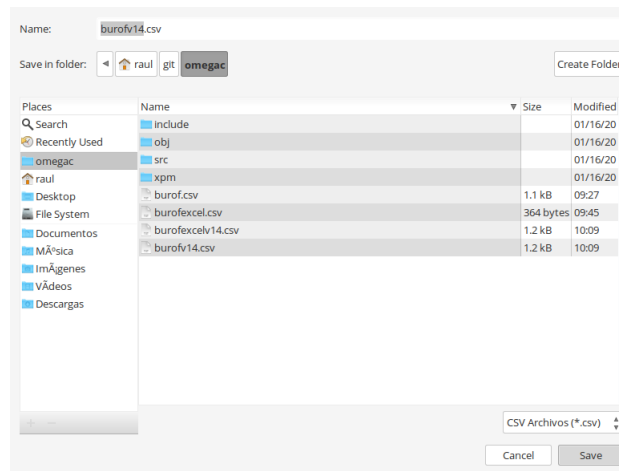 Name: burofv14.csv
Save in folder: raul git omegac Create Folder
Places Name Size Modified
Search include 01/16/20
Recently Used obj 01/16/20
omegac src 01/16/20
raul xpm 01/16/20
Desktop burof.csv 1.1 kB 09:27
File System burofexcel.csv 364 bytes 09:45
Documentos burofexcelv14.csv 1.2 kB 10:09
MÃºsica burofv14.csv 1.2 kB 10:09
ImÃ¡genes
VÃ­deos
Descargas
CSV Archivos (*.csv)
Cancel Save